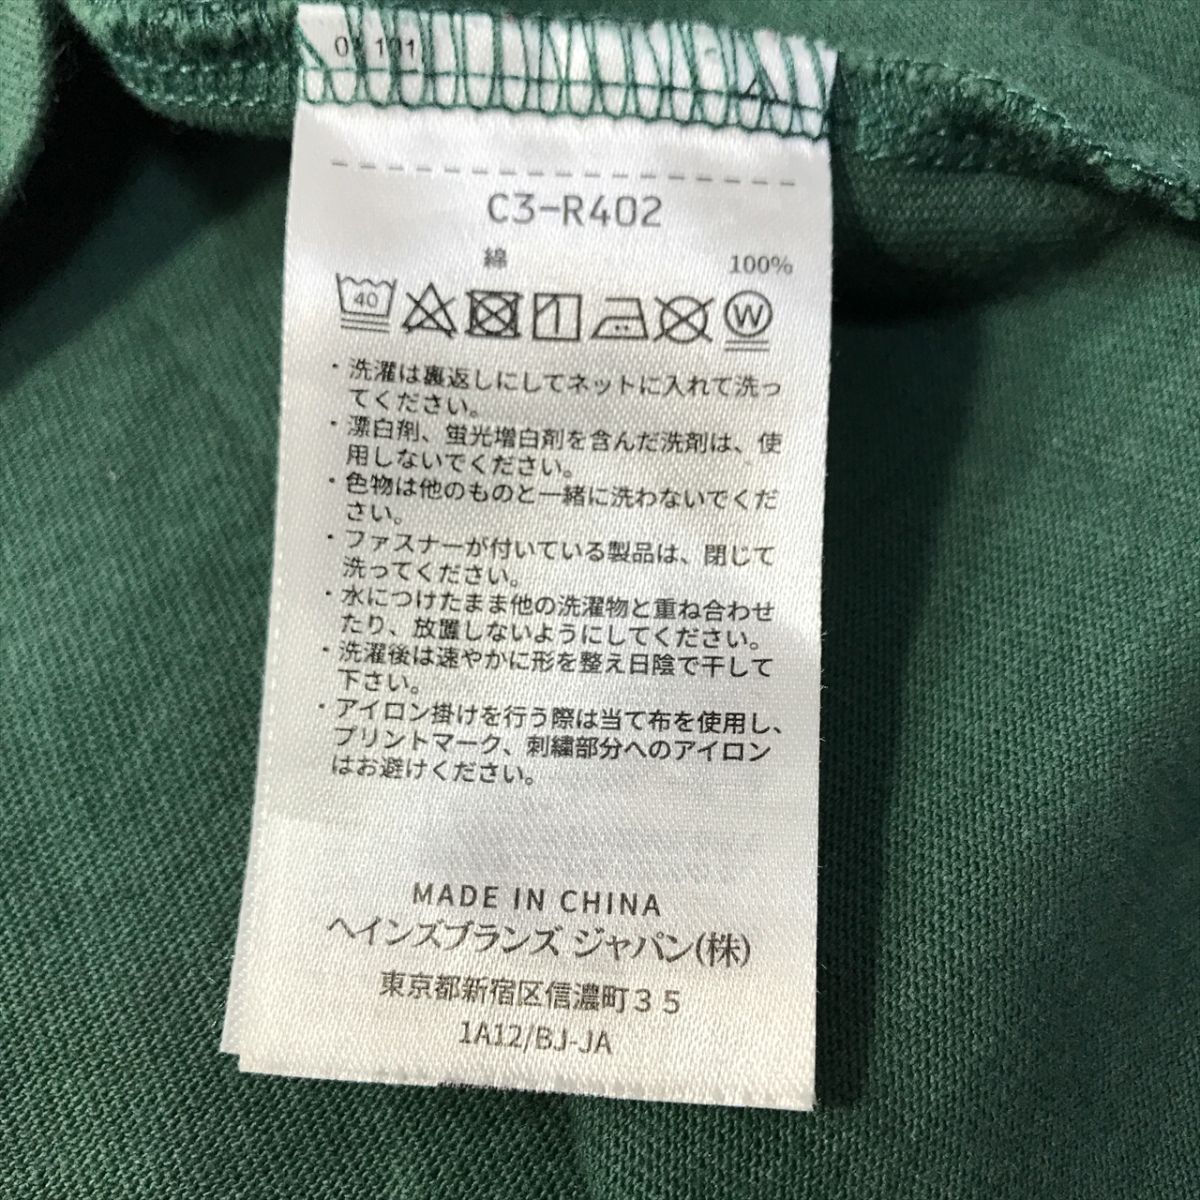 C3-R402
綿 100%
40 W
・洗濯は裏返しにしてネットに入れて洗っ
てください。
・漂白剤、蛍光増白剤を含んだ洗剤は、使
用しないでください。
・色物は他のものと一緒に洗わないでくだ
さい。
・ファスナーが付いている製品は、閉じて
洗ってください。
・水につけたまま他の洗濯物と重ね合わせ
たり、放置しないようにしてください。
・洗濯後は速やかに形を整え日陰で干して
下さい。
・アイロン掛けを行う際は当て布を使用し、
プリントマーク、刺繍部分へのアイロン
はお避けください。
MADE IN CHINA
ヘインズブランズ ジャパン(株)
東京都新宿区信濃町３５
1A12/BJ-JA